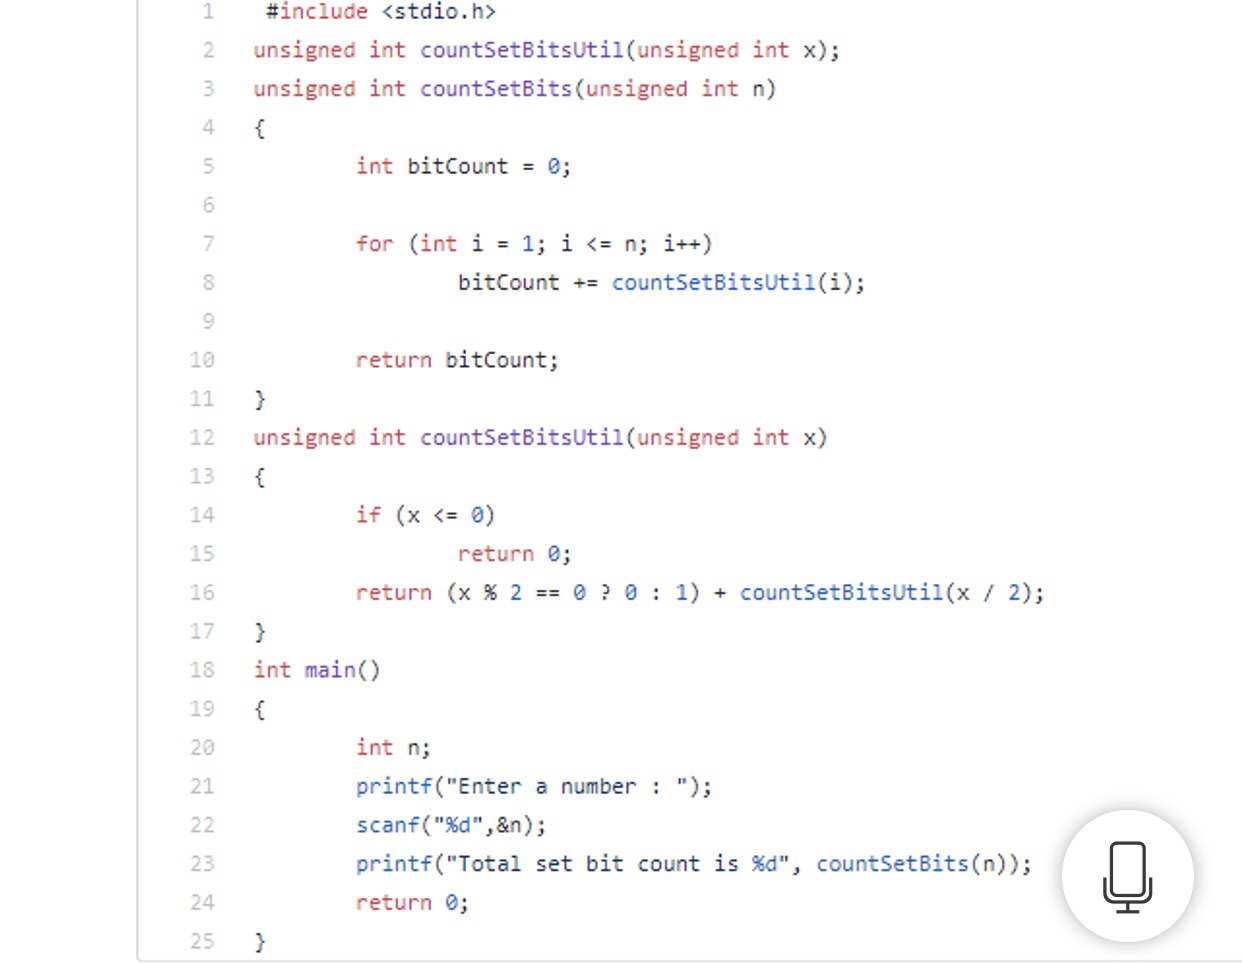 1 #include <stdio.h>
2 unsigned int countSetBitsUtil(unsigned int x);
3 unsigned int countSetBits(unsigned int n)
4 {
5 int bitCount = 0;
6
7 for (int i = 1; i <= n; i++)
8 bitCount += countSetBitsUtil(i);
9
10 return bitCount;
11 }
12 unsigned int countSetBitsUtil(unsigned int x)
13 {
14 if (x <= 0)
15 return 0;
16 return (x % 2 == 0 ? 0 : 1) + countSetBitsUtil(x / 2);
17 }
18 int main()
19 {
20 int n;
21 printf("Enter a number : ");
22 scanf("%d",&n);
23 printf("Total set bit count is %d", countSetBits(n));
24 return 0;
25 }